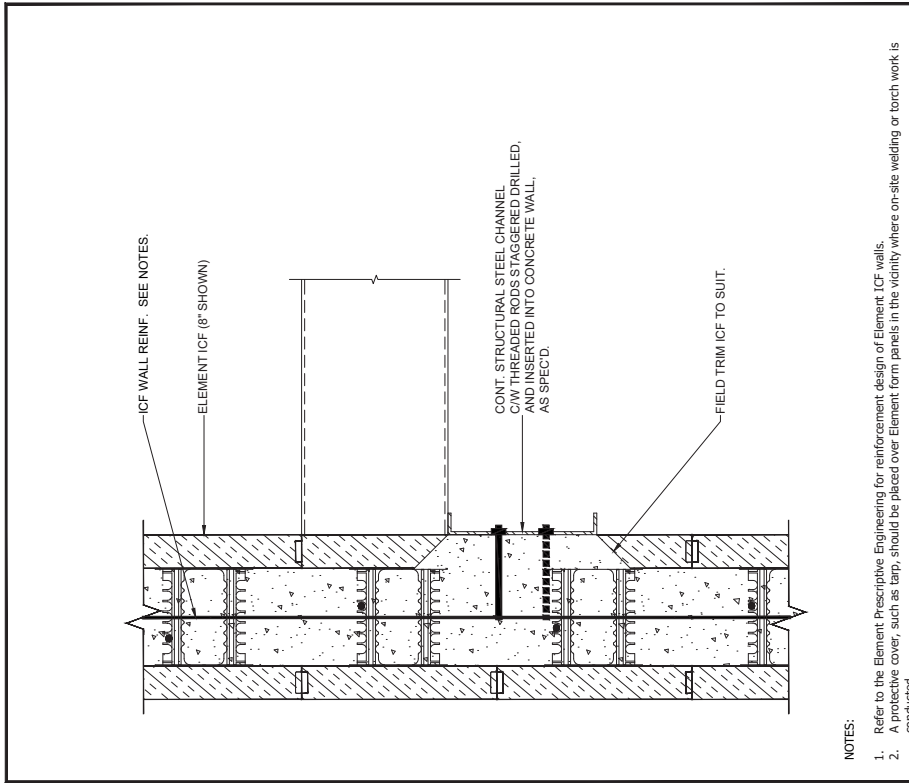 ICF WALL REINF. SEE NOTES.
ELEMENT ICF (8" SHOWN)
CONT. STRUCTURAL STEEL CHANNEL
C/W THREADED RODS STAGGERED DRILLED,
AND INSERTED INTO CONCRETE WALL,
AS SPEC'D.
FIELD TRIM ICF TO SUIT.
NOTES:
1. Refer to the Element Prescriptive Engineering for reinforcement design of Element ICF walls.
2. A protective cover, such as tarp, should be placed over Element form panels in the vicinity where on-site welding or torch work is
conducted